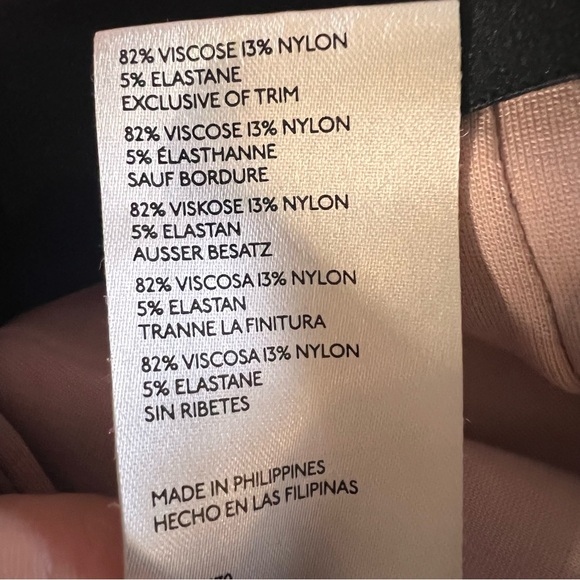 82% VISCOSE 13% NYLON
5% ELASTANE
EXCLUSIVE OF TRIM
82% VISCOSE 13% NYLON
5% ÉLASTHANNE
SAUF BORDURE
82% VISKOSE 13% NYLON
5% ELASTAN
AUSSER BESATZ
82% VISCOSA 13% NYLON
5% ELASTAN
TRANNE LA FINITURA
82% VISCOSA 13% NYLON
5% ELASTANE
SIN RIBETES
MADE IN PHILIPPINES
HECHO EN LAS FILIPINAS